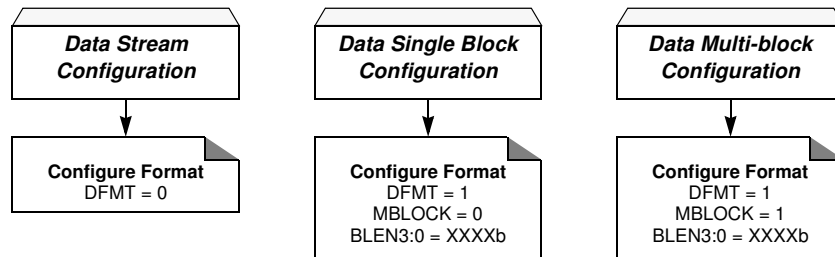 Data Stream
Configuration
Configure Format
DFMT = 0
Data Single Block
Configuration
Configure Format
DFMT = 1
MBLOCK = 0
BLEN3:0 = XXXXb
Data Multi-block
Configuration
Configure Format
DFMT = 1
MBLOCK = 1
BLEN3:0 = XXXXb